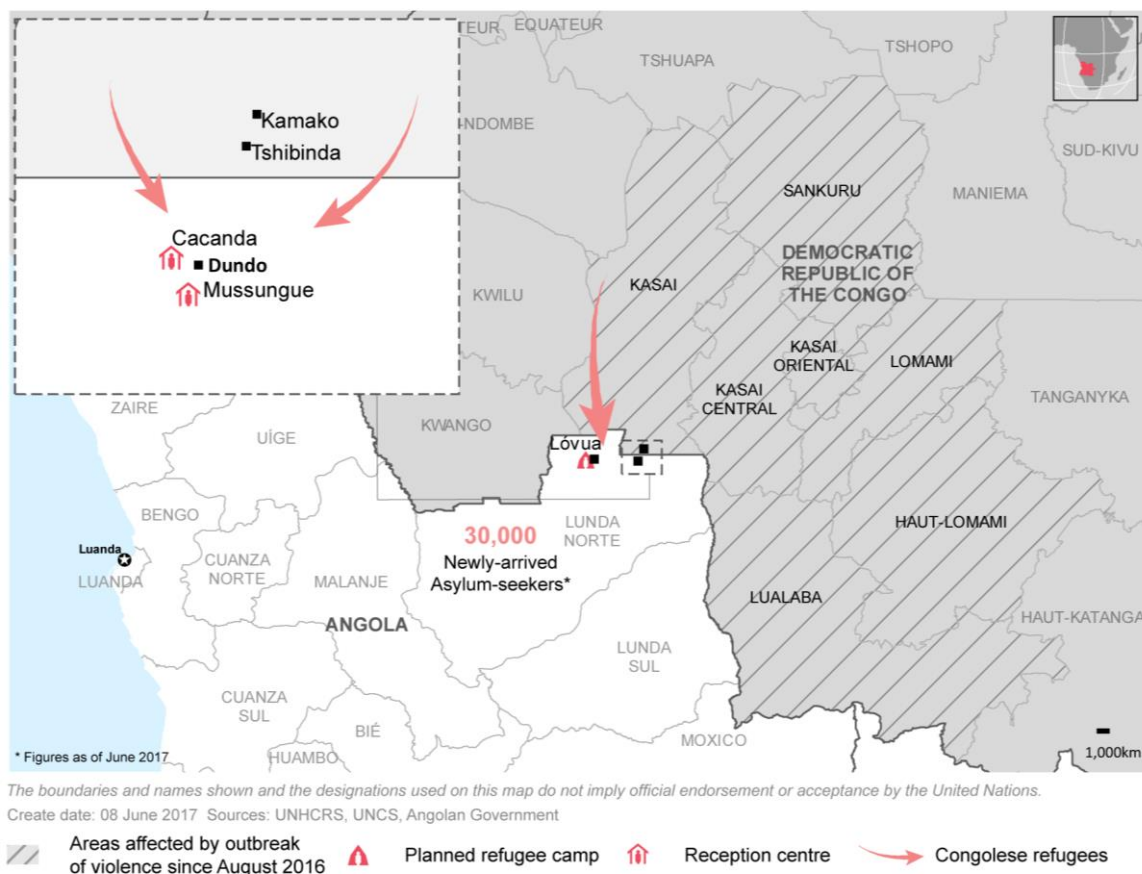 TEUR
EQUATEUR
TSHUAPA
TSHOPO
-NDOMBE
SUD-KIVU
Kamako
Tshibinda
SANKURU
MANIEMA
Cacanda
Dundo
Mussungue
DEMOCRATIC
REPUBLIC OF
THE CONGO
KWILU
KASAI
KASAI
ORIENTAL
LOMAMI
KASAI
CENTRAL
TANGANYKA
ZAIRE
UÍGE
KWANGO
Lóvua
BENGO
30,000
Newly-arrived
Asylum-seekers*
LUNDA
NORTE
HAUT-LOMAMI
Luanda
LUANDA
CUANZA
NORTE
MALANJE
LUALABA
HAUT-KATANGA
ANGOLA
LUNDA
SUL
CUANZA
SUL
BIÉ
MOXICO
* Figures as of June 2017
HUAMBO
1,000km
The boundaries and names shown and the designations used on this map do not imply official endorsement or acceptance by the United Nations.
Create date: 08 June 2017 Sources: UNHCRS, UNCS, Angolan Government
Areas affected by outbreak
of violence since August 2016
Planned refugee camp
Reception centre
Congolese refugees